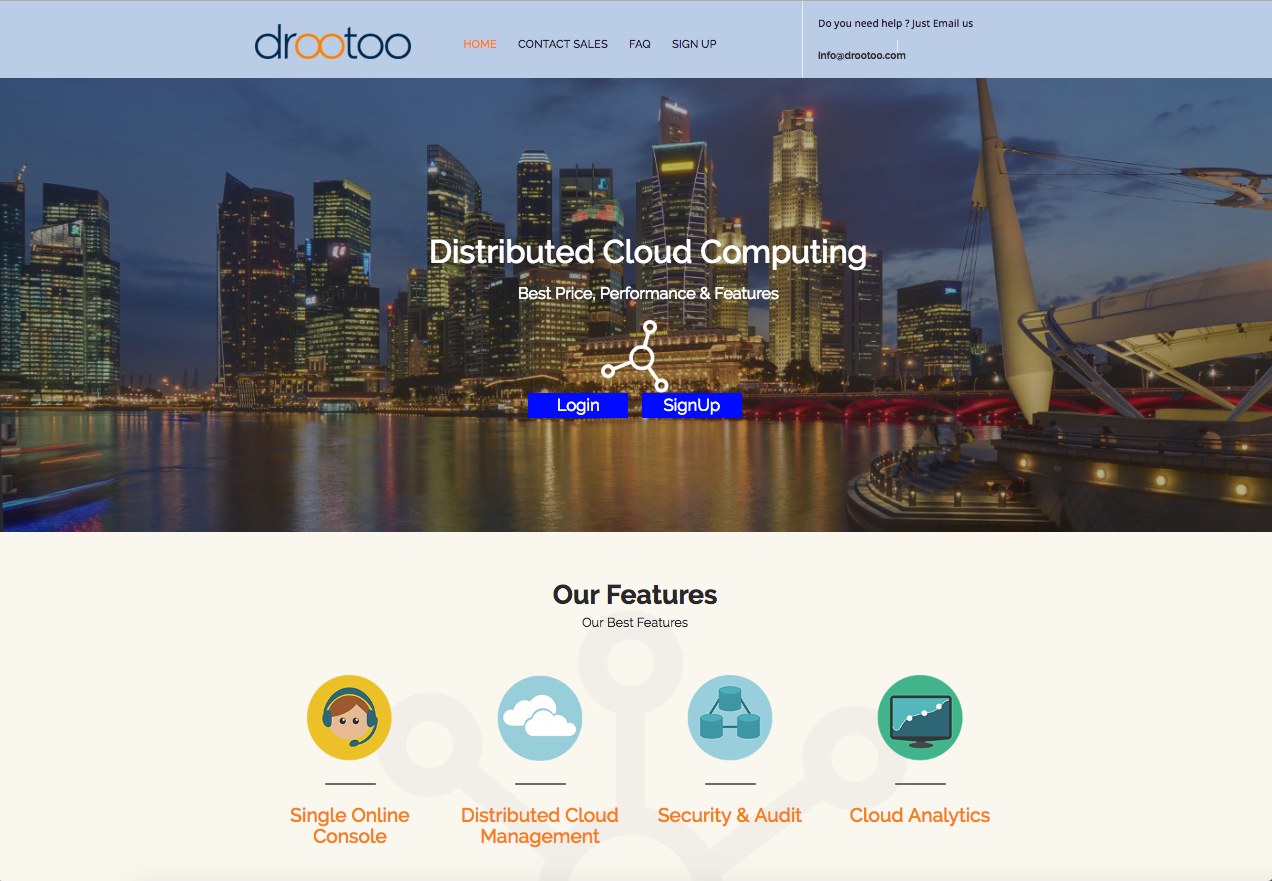 drootoo
HOME
CONTACT SALES
FAQ
SIGN UP
Do you need help ? Just Email us
Info@drootoo.com
Distributed Cloud Computing
Best Price, Performance & Features
Login
SignUp
Our Features
Our Best Features
Single Online
Console
Distributed Cloud
Management
Security & Audit
Cloud Analytics